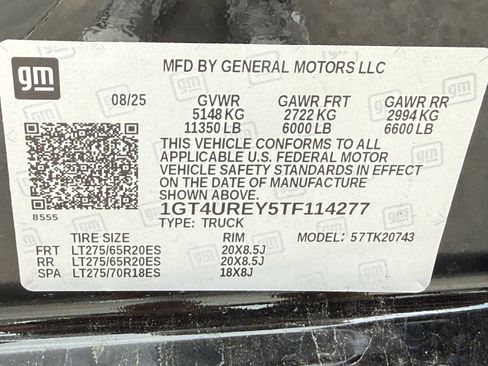 gm
MFD BY GENERAL MOTORS LLC
08/25 GVWR GAWR FRT GAWR RR
5148 KG 2722 KG 2994 KG
11350 LB 6000 LB 6600 LB
THIS VEHICLE CONFORMS TO ALL
APPLICABLE U.S. FEDERAL MOTOR
VEHICLE SAFETY STANDARDS IN EFFECT
ON THE DATE OF MANUFACTURE SHOWN ABOVE.
8555 1GT4UREY5TF114277
TYPE: TRUCK
TIRE SIZE RIM MODEL: 57TK20743
FRT LT275/65R20ES 20X8.5J
RR LT275/65R20ES 20X8.5J
SPA LT275/70R18ES 18X8J